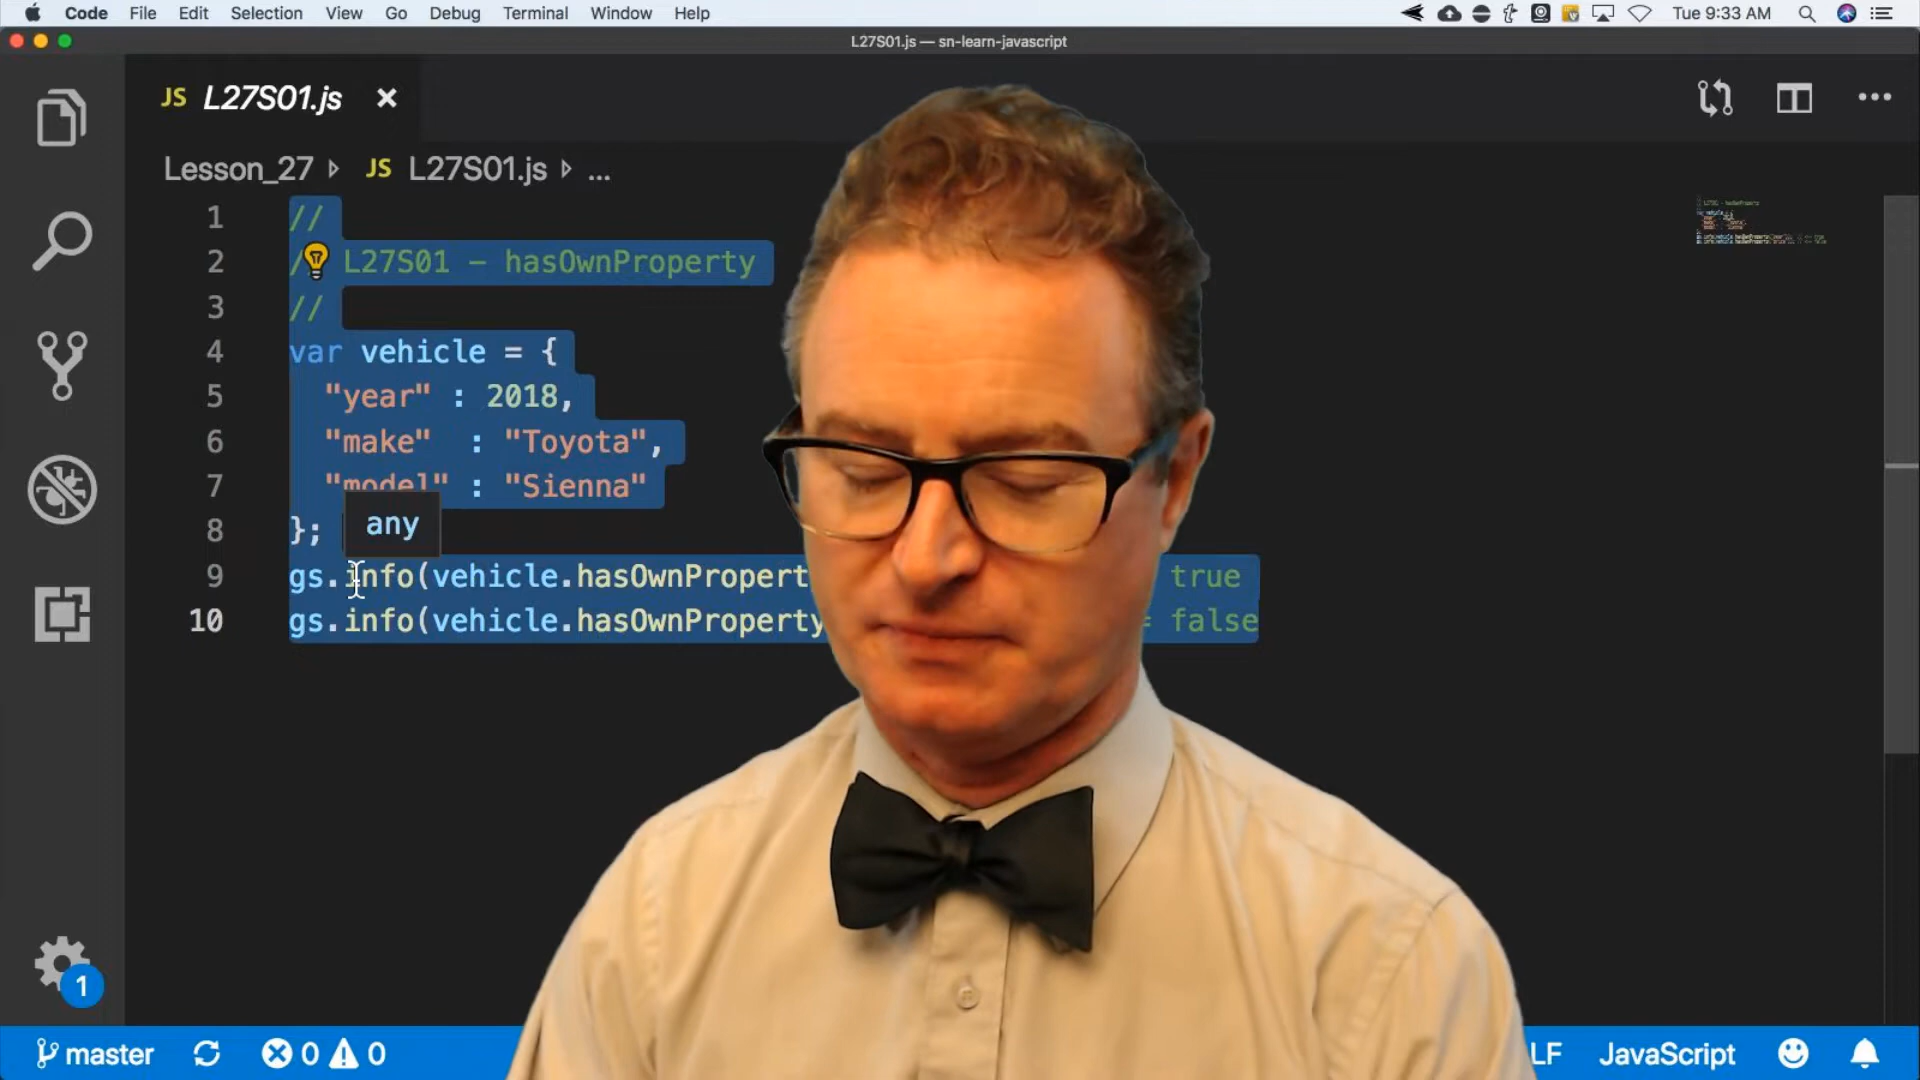 Code File Edit Selection View Go Debug Terminal Window Help Tue 9:33 AM
L27S01.js — sn-learn-javascript
JS L27S01.js
Lesson_27 JS L27S01.js ...
1 //
2 / L27S01 - hasOwnProperty
3 //
4 var vehicle = {
5 "year" : 2018,
6 "make" : "Toyota",
7 "model" : "Sienna"
8 };
any
9 gs.info(vehicle.hasOwnPropert true
10 gs.info(vehicle.hasOwnProperty = false
1
master 0 0 LF JavaScript